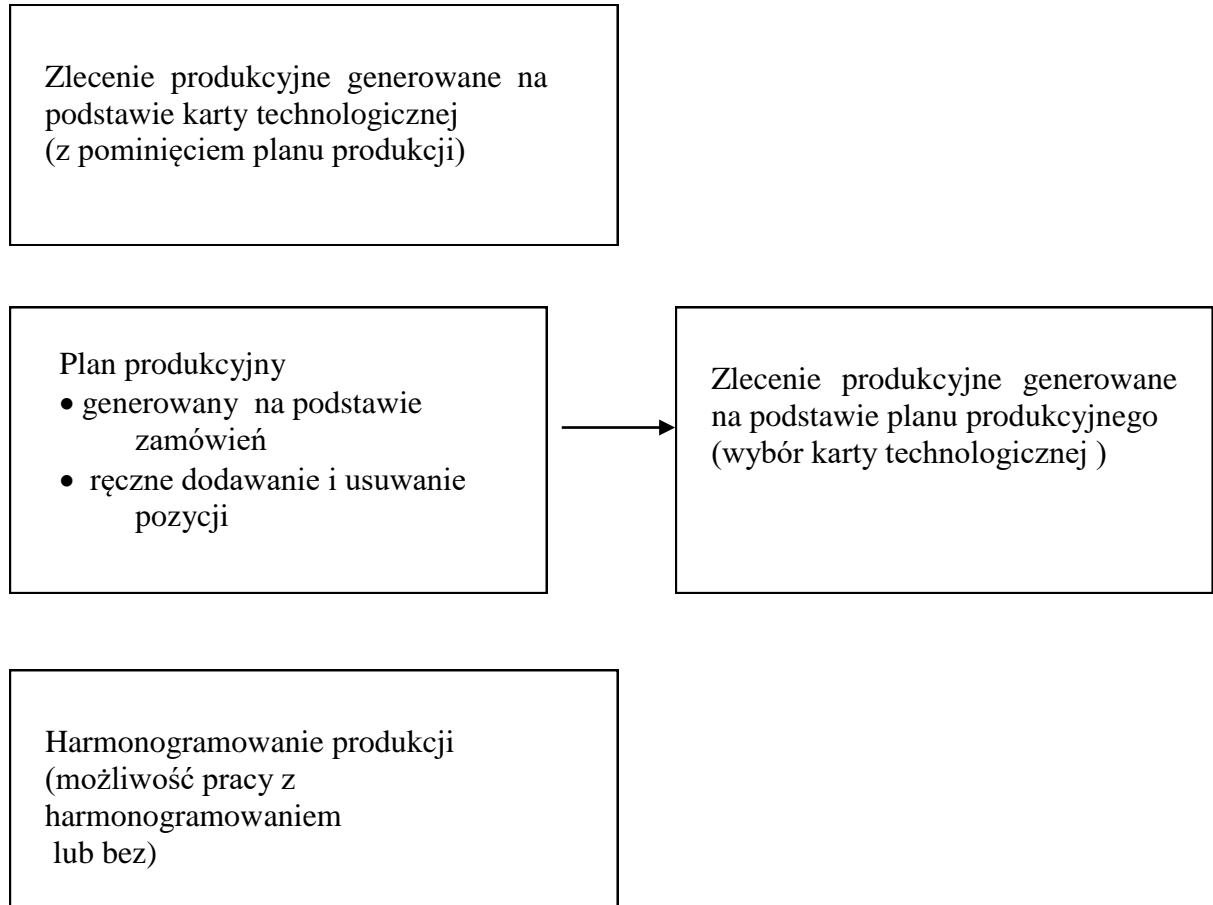 Zlecenie produkcyjne generowane na
podstawie karty technologicznej
(z pominięciem planu produkcji)
Plan produkcyjny
• generowany na podstawie
zamówień
• ręczne dodawanie i usuwanie
pozycji
Zlecenie produkcyjne generowane
na podstawie planu produkcyjnego
(wybór karty technologicznej )
Harmonogramowanie produkcji
(możliwość pracy z
harmonogramowaniem
lub bez)